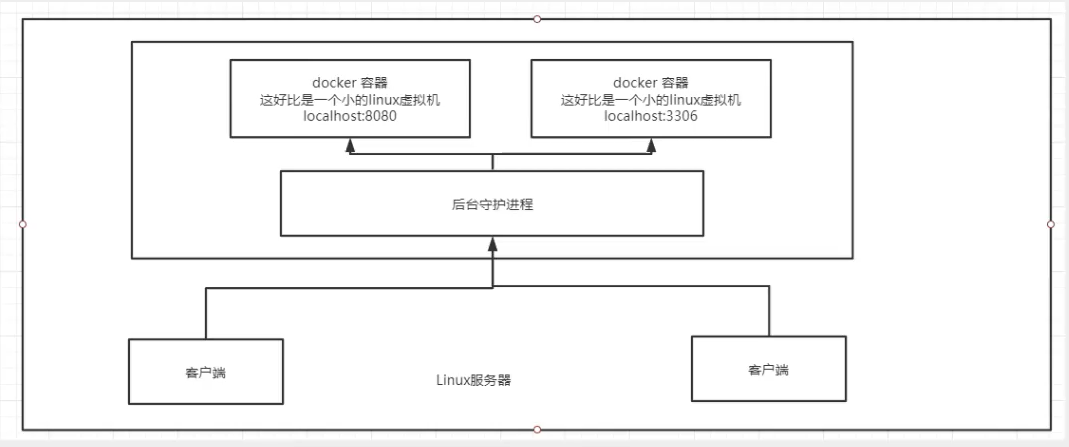 docker 容器
这好比是一个小的linux虚拟机
localhost:8080
docker 容器
这好比是一个小的linux虚拟机
localhost:3306
后台守护进程
客户端
Linux服务器
客户端